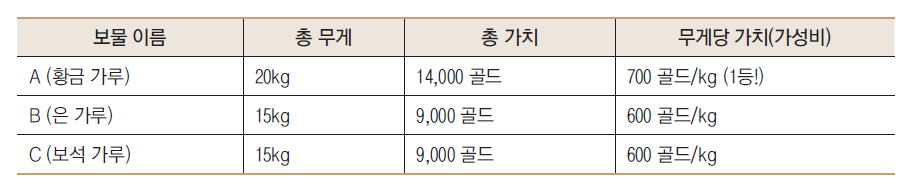 보물 이름 총 무게 총 가치 무게당 가치(가성비)
A (황금 가루) 20kg 14,000 골드 700 골드/kg (1등!)
B (은 가루) 15kg 9,000 골드 600 골드/kg
C (보석 가루) 15kg 9,000 골드 600 골드/kg